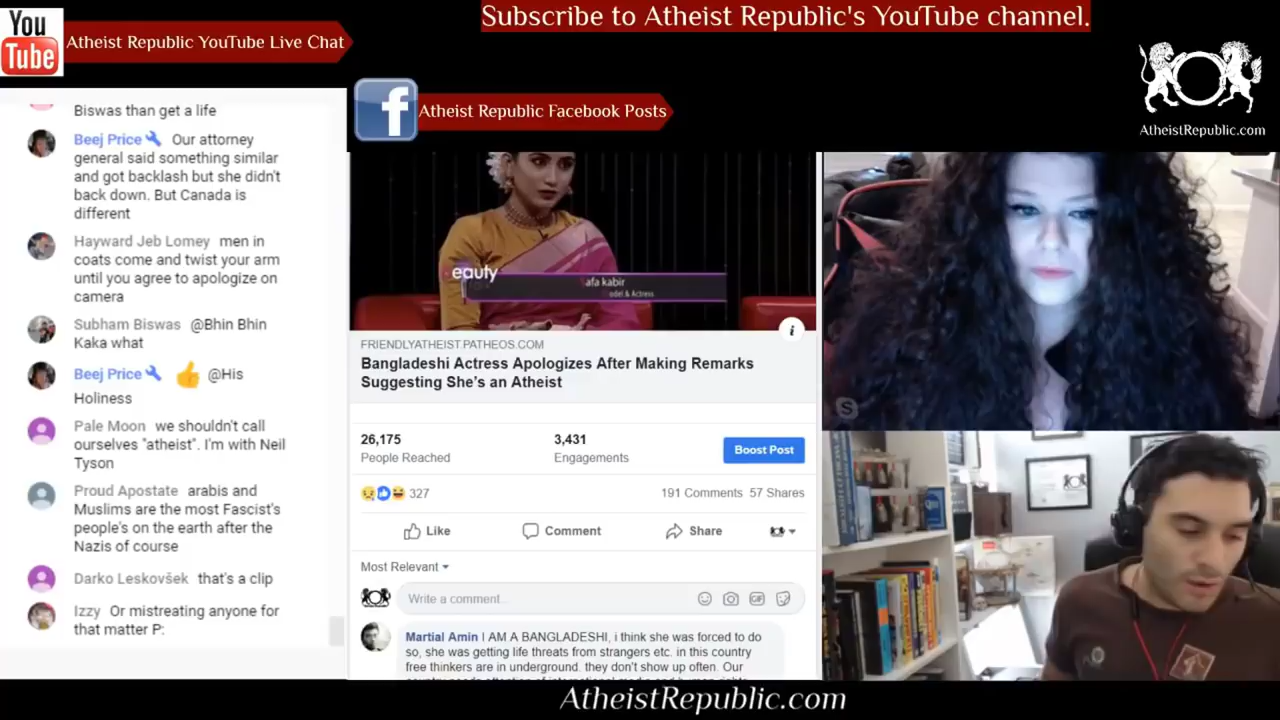 Subscribe to Atheist Republic's YouTube channel.
You
Tube
Atheist Republic YouTube Live Chat
AtheistRepublic.com
Atheist Republic Facebook Posts
Biswas than get a life
Beej Price Our attorney
general said something similar
and got backlash but she didn't
back down. But Canada is
different
Hayward Jeb Lomey men in
coats come and twist your arm
until you agree to apologize on
camera
Subham Biswas @Bhin Bhin
Kaka what
Beej Price 👍 @His
Holiness
Pale Moon we shouldn't call
ourselves "atheist". I'm with Neil
Tyson
Proud Apostate arabis and
Muslims are the most Fascist's
people's on the earth after the
Nazis of course
Darko Leskovšek that's a clip
Izzy Or mistreating anyone for
that matter P:
eauty
afa kabir
odel & Actress
FRIENDLYATHEIST.PATHEOS.COM
Bangladeshi Actress Apologizes After Making Remarks
Suggesting She's an Atheist
26,175
People Reached
3,431
Engagements
Boost Post
327
191 Comments 57 Shares
Like
Comment
Share
Most Relevant
Write a comment...
GIF
Martial Amin I AM A BANGLADESHI, i think she was forced to do
so, she was getting life threats from strangers etc. in this country
free thinkers are in underground, they don't show up often. Our
AtheistRepublic.com